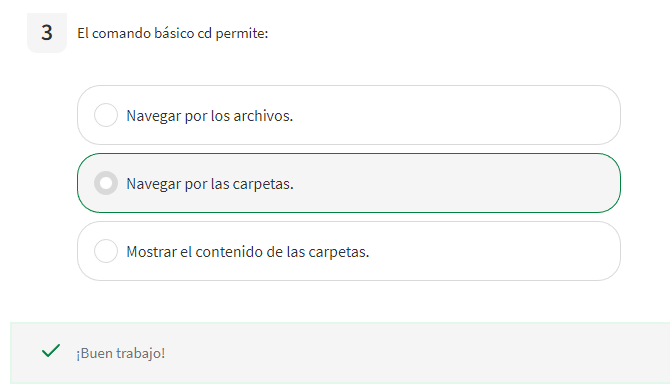 3 El comando básico cd permite:
Navegar por los archivos.
Navegar por las carpetas.
Mostrar el contenido de las carpetas.
¡Buen trabajo!